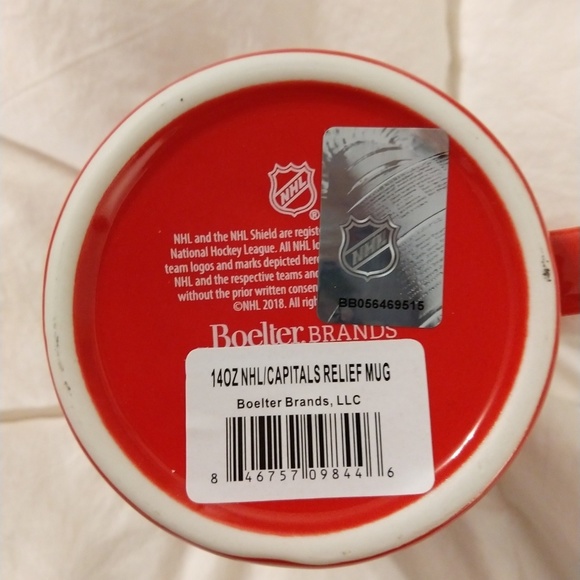 NHL
®
NHL and the NHL Shield are regist
National Hockey League. All NHL lo
team logos and marks depicted here
NHL and the respective teams and
without the prior written consen
©NHL 2018. All righ
NHL
BB056469515
Boelter BRANDS
14OZ NHL/CAPITALS RELIEF MUG
Boelter Brands, LLC
8 46757 09844 6